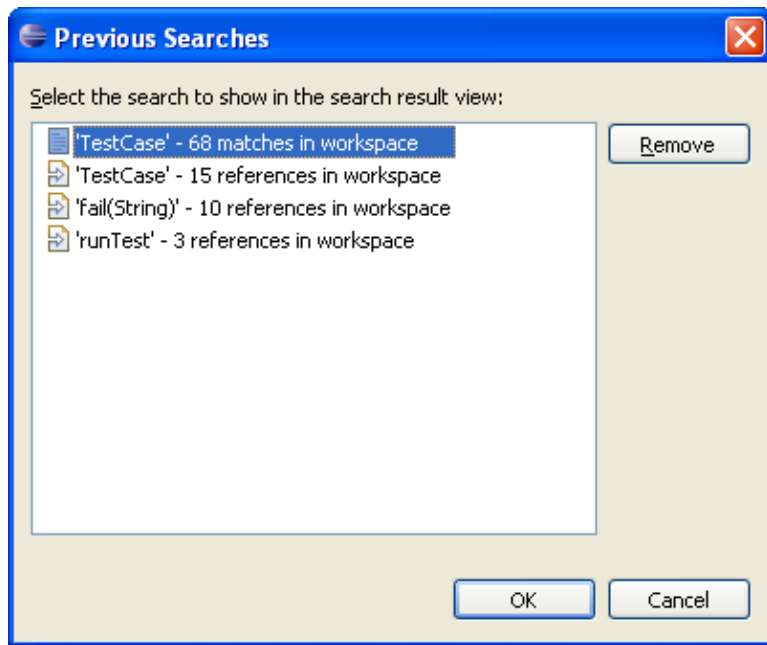 Previous Searches
Select the search to show in the search result view:
'TestCase' - 68 matches in workspace
Remove
'TestCase' - 15 references in workspace
'fail(String)' - 10 references in workspace
'runTest' - 3 references in workspace
OK
Cancel